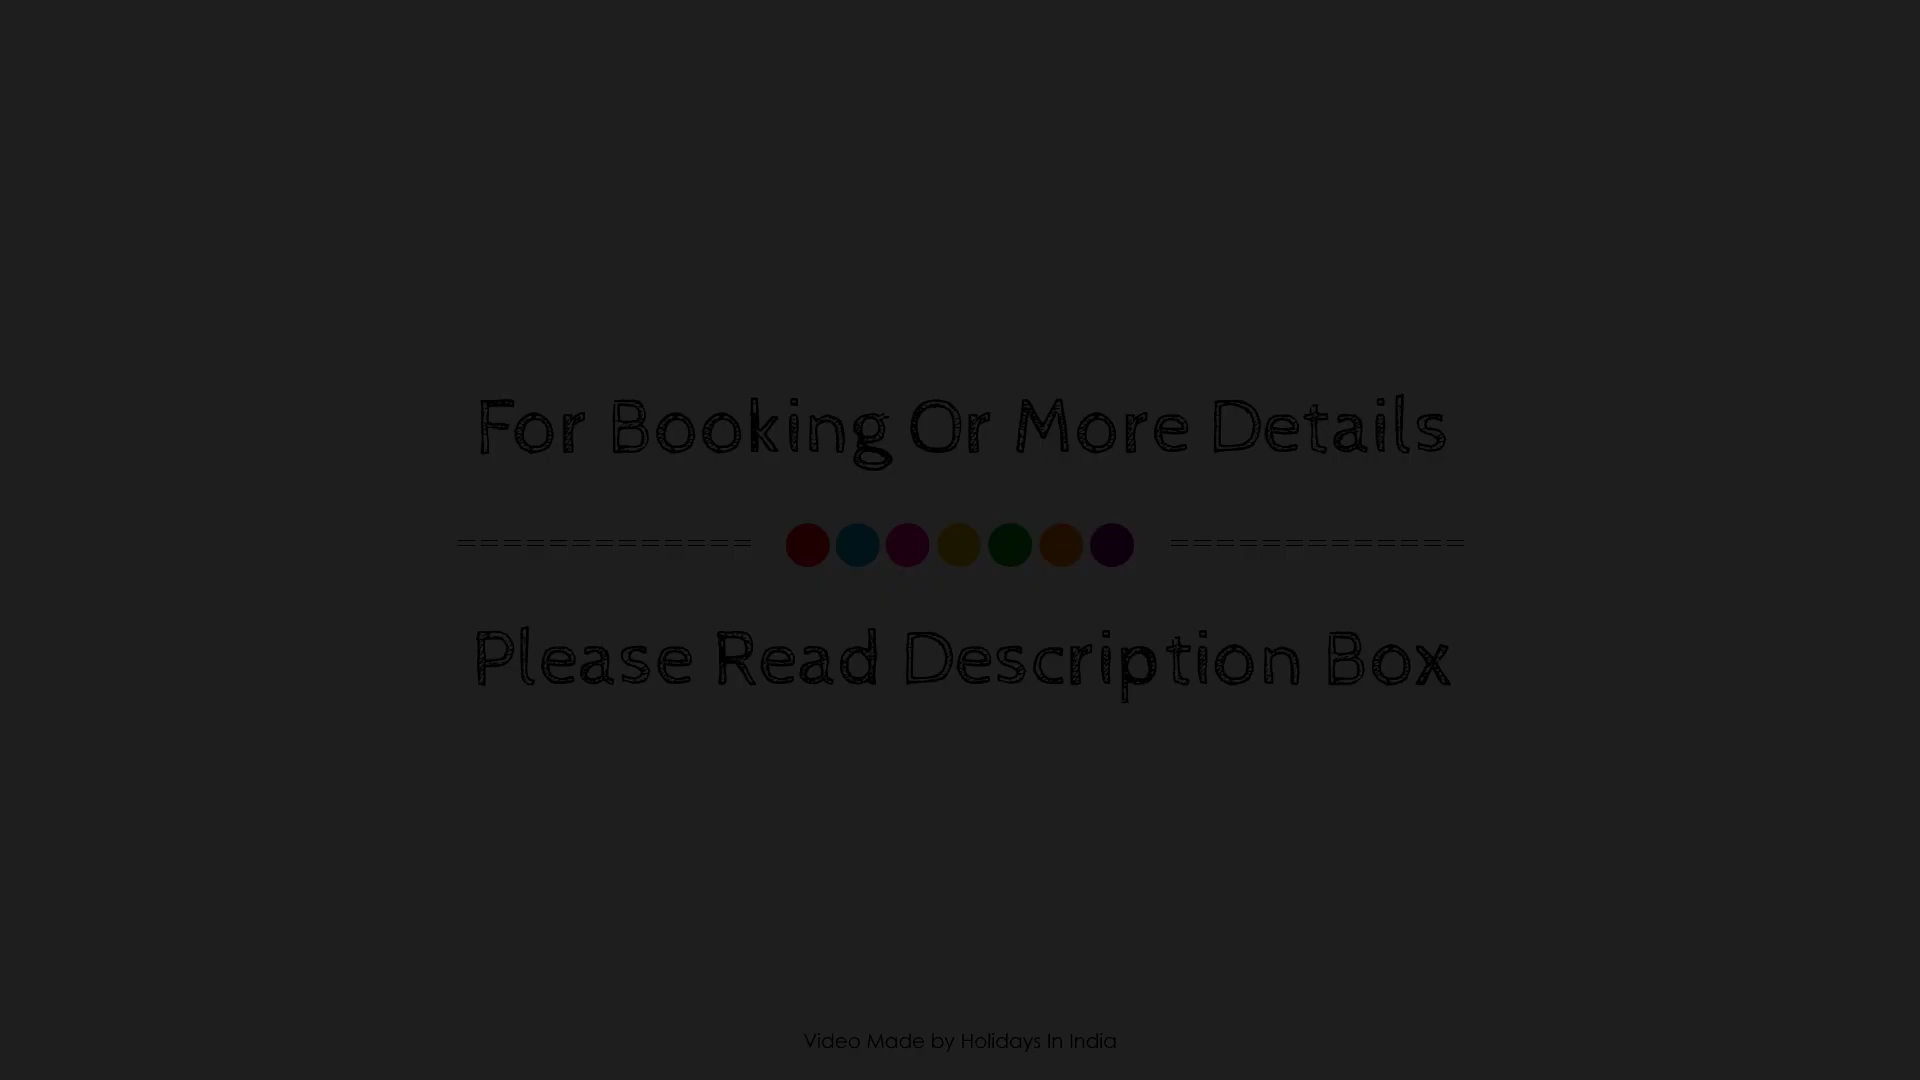 For Booking Or More Details
============= =============
Please Read Description Box
Video Made by Holidays In India